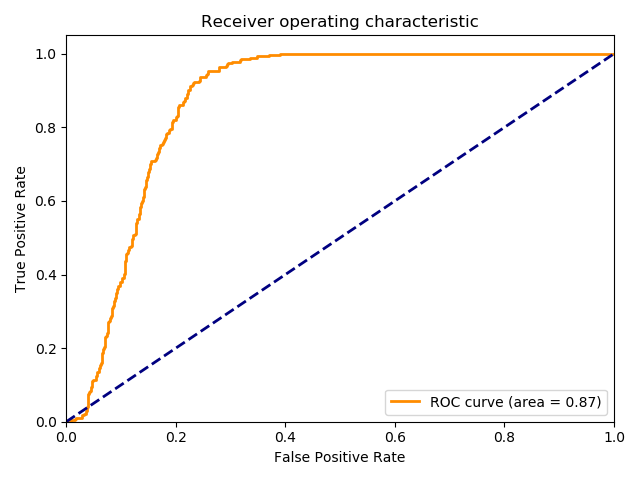 Receiver operating characteristic
True Positive Rate
1.0
0.8
0.6
0.4
0.2
0.0
ROC curve (area = 0.87)
0.0 0.2 0.4 0.6 0.8 1.0
False Positive Rate